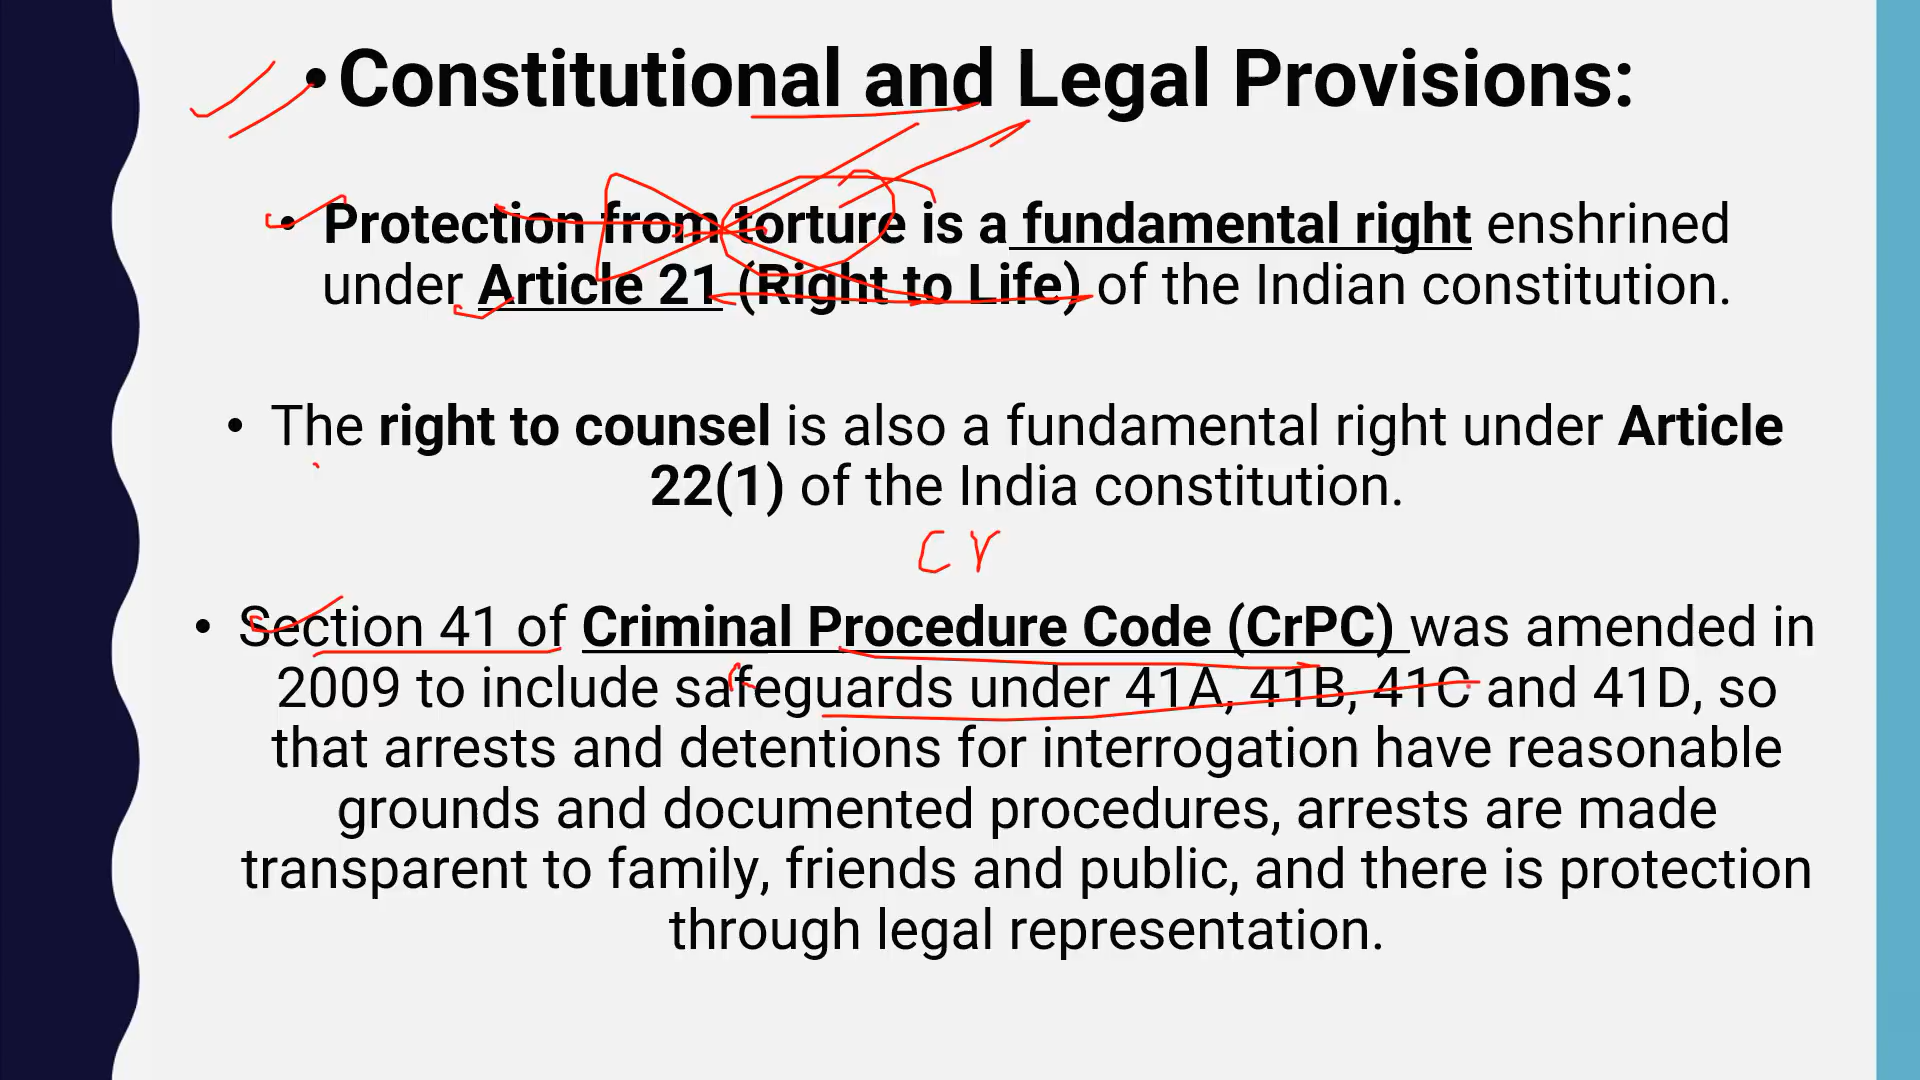 • Constitutional and Legal Provisions:
• Protection from torture is a fundamental right enshrined
under Article 21 (Right to Life) of the Indian constitution.
• The right to counsel is also a fundamental right under Article
22(1) of the India constitution.
Cr
• Section 41 of Criminal Procedure Code (CrPC) was amended in
2009 to include safeguards under 41A, 41B, 41C and 41D, so
that arrests and detentions for interrogation have reasonable
grounds and documented procedures, arrests are made
transparent to family, friends and public, and there is protection
through legal representation.